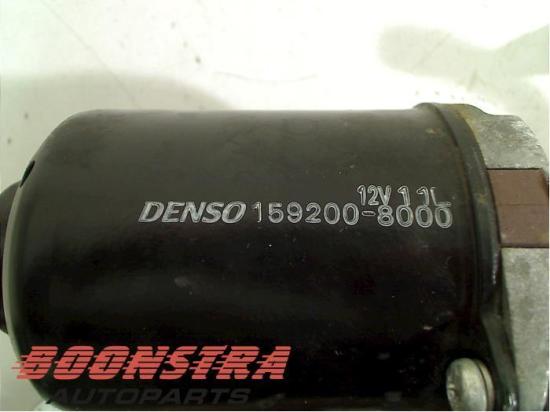 12V 1 1L
DENSO 159200-8000
BOONSTRA
AUTOPARTS